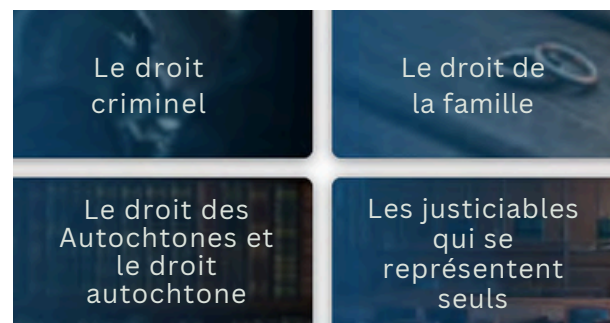 Le droit
criminel
Le droit de
la famille
Le droit des
Autochtones et
le droit
autochtone
Les justiciables
qui se
représentent
seuls